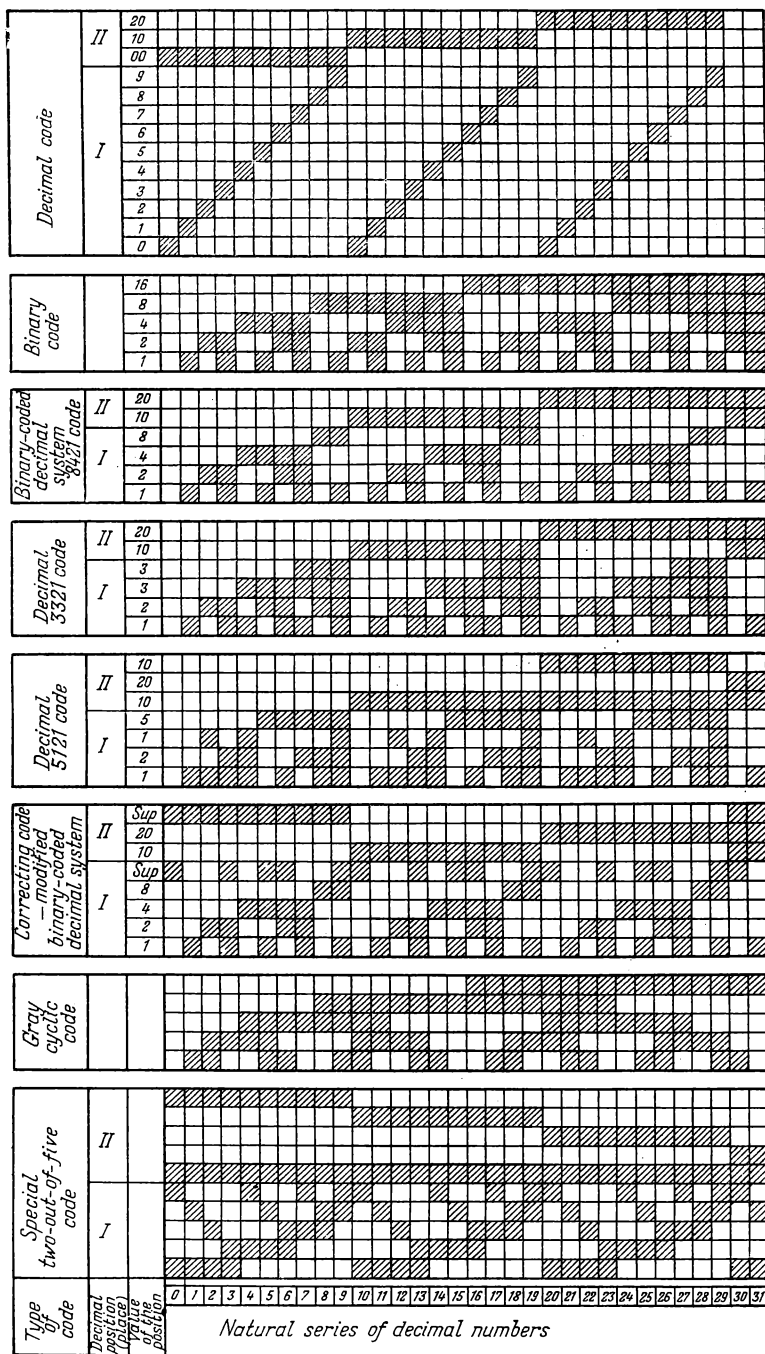 Decimal code
II
20
10
00
I
9
8
7
6
5
4
3
2
1
0
Binary
code
16
8
4
2
1
Binary-coded
decimal
system
8421 code
II
20
10
I
8
4
2
1
Decimal
3321 code
II
20
10
I
3
3
2
1
Decimal
5121 code
II
10
20
10
I
5
1
2
1
Correcting code
— modified
binary-coded
decimal system
II
Sup
20
10
I
Sup
8
4
2
1
Gray
cyclic
code
Special
two-out-of-five
code
II
I
Type
of
code
Decimal
position
(place)
Value
of the
position
0 1 2 3 4 5 6 7 8 9 10 11 12 13 14 15 16 17 18 19 20 21 22 23 24 25 26 27 28 29 30 31
Natural series of decimal numbers